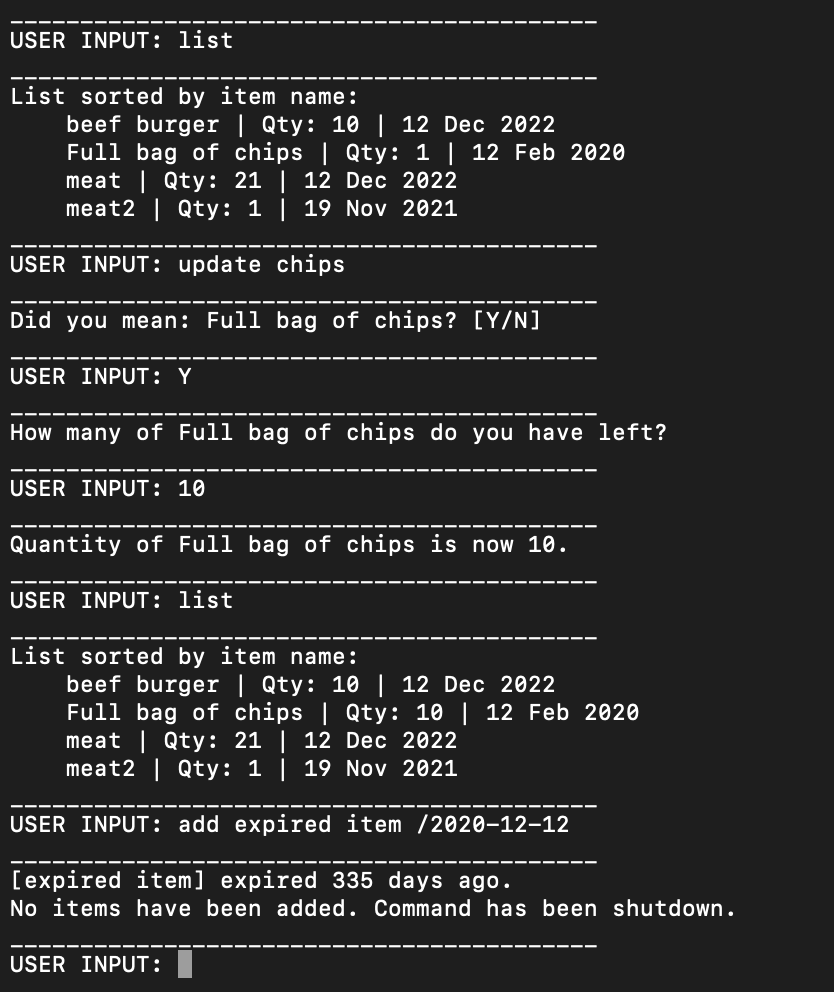 __________________________________________
USER INPUT: list
__________________________________________
List sorted by item name:
    beef burger | Qty: 10 | 12 Dec 2022
    Full bag of chips | Qty: 1 | 12 Feb 2020
    meat | Qty: 21 | 12 Dec 2022
    meat2 | Qty: 1 | 19 Nov 2021
__________________________________________
USER INPUT: update chips
__________________________________________
Did you mean: Full bag of chips? [Y/N]
__________________________________________
USER INPUT: Y
__________________________________________
How many of Full bag of chips do you have left?
__________________________________________
USER INPUT: 10
__________________________________________
Quantity of Full bag of chips is now 10.
__________________________________________
USER INPUT: list
__________________________________________
List sorted by item name:
    beef burger | Qty: 10 | 12 Dec 2022
    Full bag of chips | Qty: 10 | 12 Feb 2020
    meat | Qty: 21 | 12 Dec 2022
    meat2 | Qty: 1 | 19 Nov 2021
__________________________________________
USER INPUT: add expired item /2020-12-12
__________________________________________
[expired item] expired 335 days ago.
No items have been added. Command has been shutdown.
__________________________________________
USER INPUT: